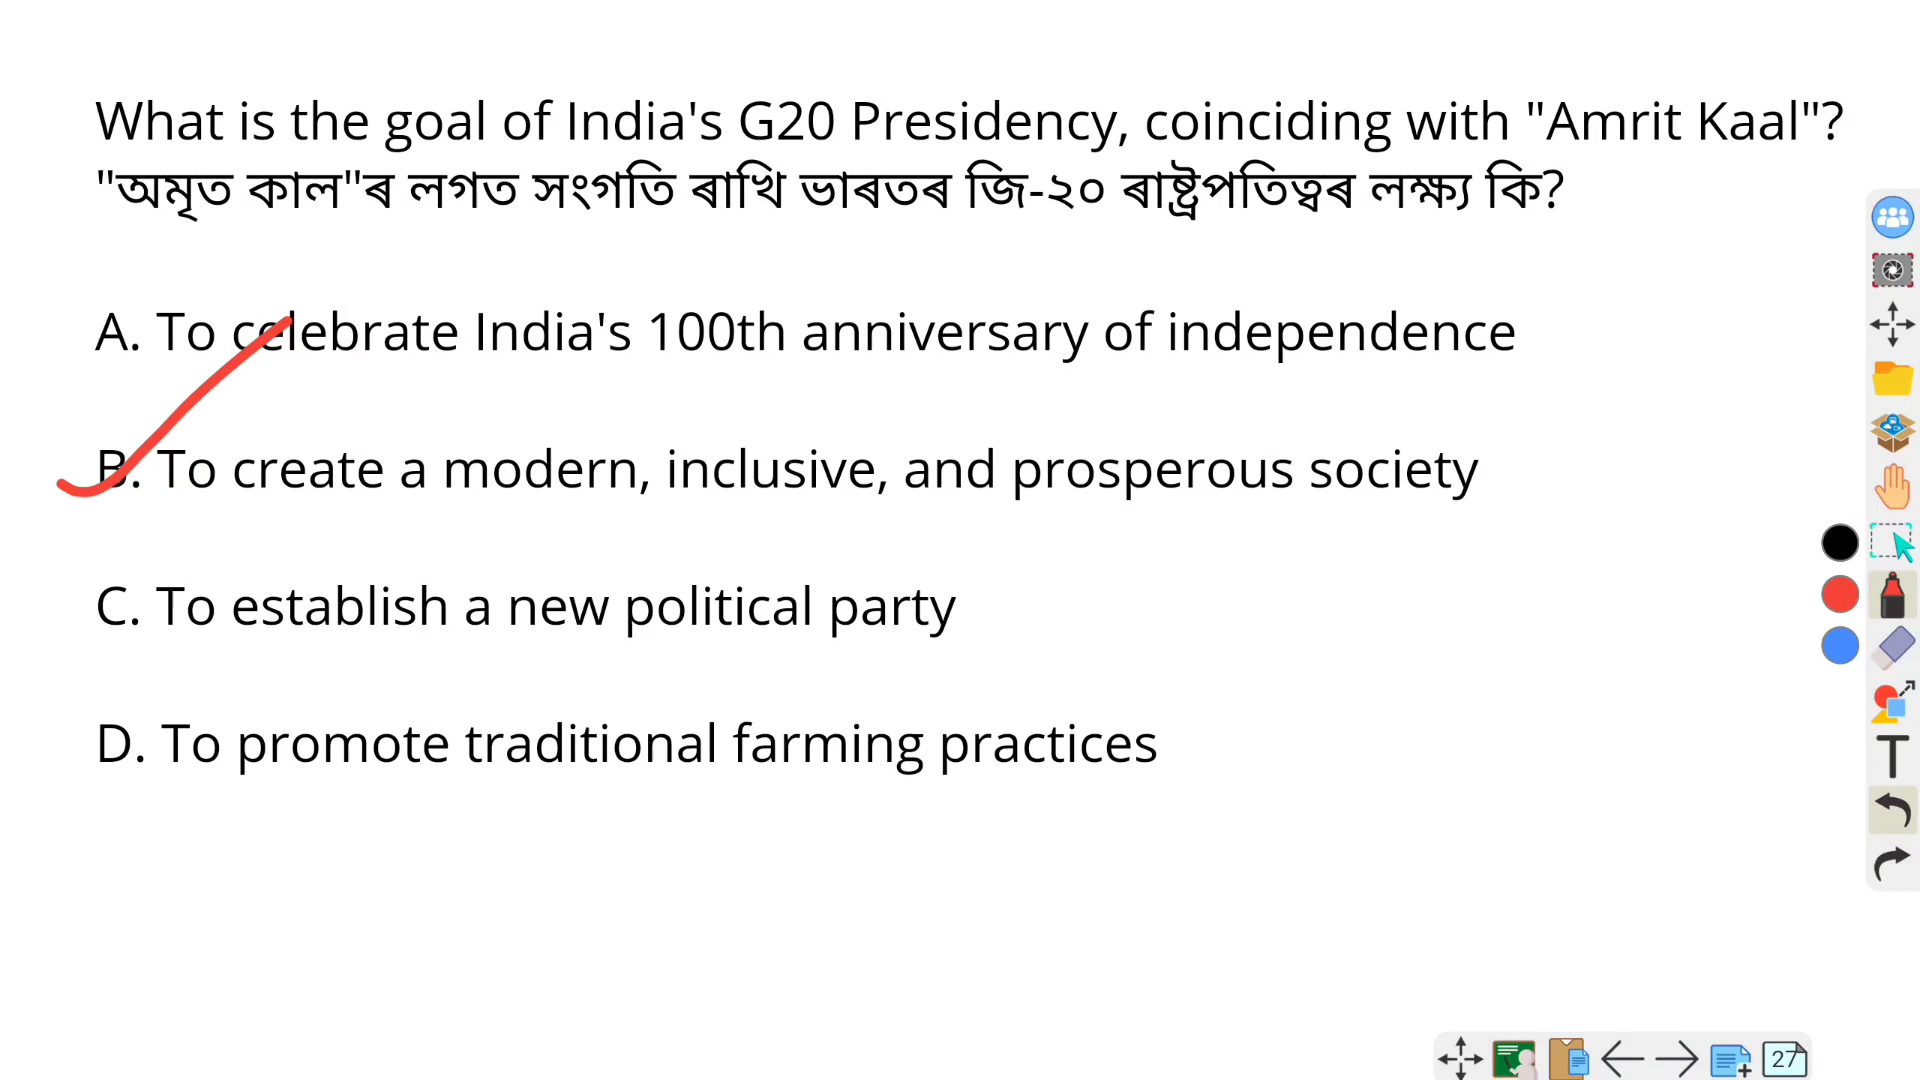 What is the goal of India's G20 Presidency, coinciding with "Amrit Kaal"?
"অমৃত কাল"ৰ লগত সংগতি ৰাখি ভাৰতৰ জি-২০ ৰাষ্ট্ৰপতিত্বৰ লক্ষ্য কি?
A. To celebrate India's 100th anniversary of independence
B. To create a modern, inclusive, and prosperous society
C. To establish a new political party
D. To promote traditional farming practices
T
27